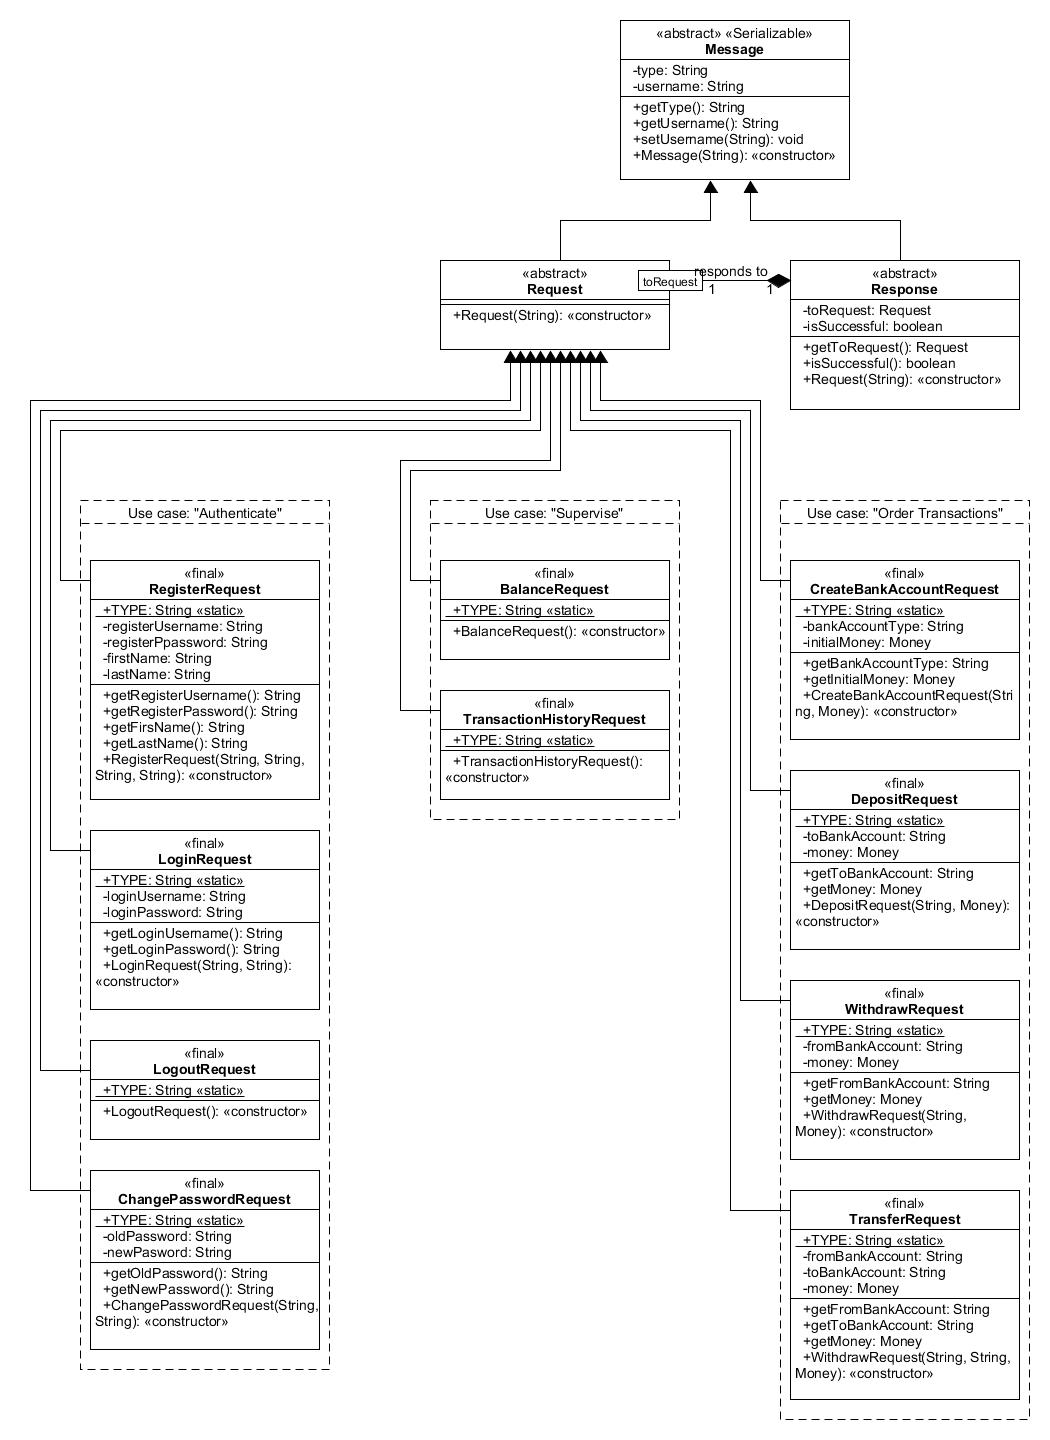 «abstract» «Serializable»
Message
-type: String
-username: String
+getType(): String
+getUsername(): String
+setUsername(String): void
+Message(String): «constructor»
«abstract»
Request
+Request(String): «constructor»
toRequest
responds to
1
1
«abstract»
Response
-toRequest: Request
-isSuccessful: boolean
+getToRequest(): Request
+isSuccessful(): boolean
+Request(String): «constructor»
Use case: "Authenticate"
«final»
RegisterRequest
+TYPE: String «static»
-registerUsername: String
-registerPpassword: String
-firstName: String
-lastName: String
+getRegisterUsername(): String
+getRegisterPassword(): String
+getFirsName(): String
+getLastName(): String
+RegisterRequest(String, String,
String, String): «constructor»
«final»
LoginRequest
+TYPE: String «static»
-loginUsername: String
-loginPassword: String
+getLoginUsername(): String
+getLoginPassword(): String
+LoginRequest(String, String):
«constructor»
«final»
LogoutRequest
+TYPE: String «static»
+LogoutRequest(): «constructor»
«final»
ChangePasswordRequest
+TYPE: String «static»
-oldPassword: String
-newPasword: String
+getOldPassword(): String
+getNewPassword(): String
+ChangePasswordRequest(String,
String): «constructor»
Use case: "Supervise"
«final»
BalanceRequest
+TYPE: String «static»
+BalanceRequest(): «constructor»
«final»
TransactionHistoryRequest
+TYPE: String «static»
+TransactionHistoryRequest():
«constructor»
Use case: "Order Transactions"
«final»
CreateBankAccountRequest
+TYPE: String «static»
-bankAccountType: String
-initialMoney: Money
+getBankAccountType: String
+getInitialMoney: Money
+CreateBankAccountRequest(Stri
ng, Money): «constructor»
«final»
DepositRequest
+TYPE: String «static»
-toBankAccount: String
-money: Money
+getToBankAccount: String
+getMoney: Money
+DepositRequest(String, Money):
«constructor»
«final»
WithdrawRequest
+TYPE: String «static»
-fromBankAccount: String
-money: Money
+getFromBankAccount: String
+getMoney: Money
+WithdrawRequest(String,
Money): «constructor»
«final»
TransferRequest
+TYPE: String «static»
-fromBankAccount: String
-toBankAccount: String
-money: Money
+getFromBankAccount: String
+getToBankAccount: String
+getMoney: Money
+WithdrawRequest(String, String,
Money): «constructor»